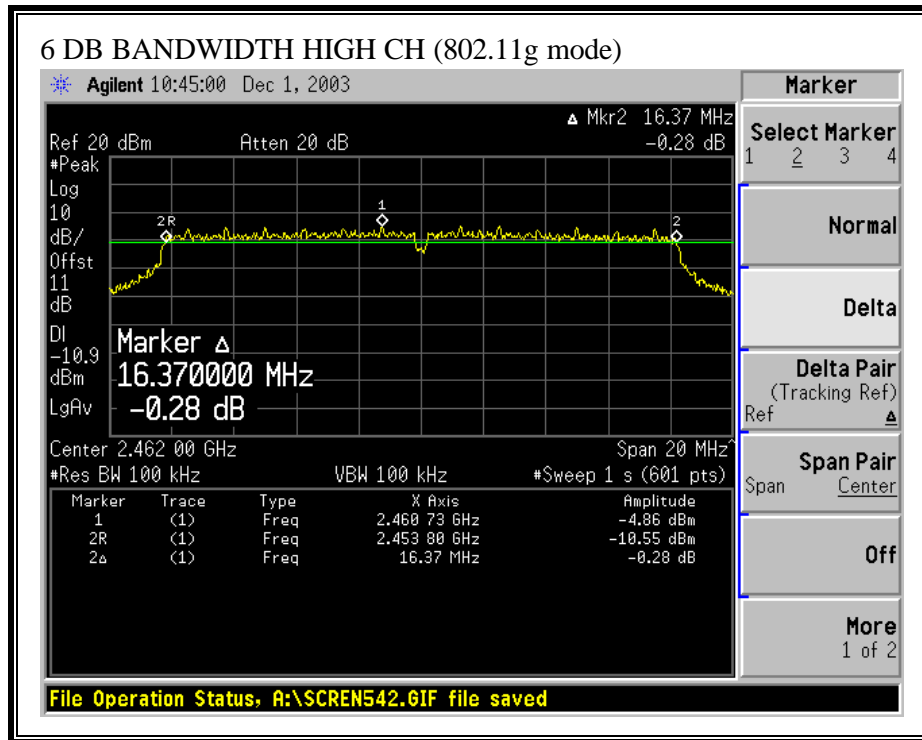 6 DB BANDWIDTH HIGH CH (802.11g mode)
Agilent 10:45:00 Dec 1, 2003
Marker
Δ Mkr2 16.37 MHz
Ref 20 dBm Atten 20 dB -0.28 dB
#Peak
Log
10
dB/
Offst
11
dB
DI
-10.9
dBm
LgAv
2R
1
2
Marker Δ
16.370000 MHz
-0.28 dB
Center 2.462 00 GHz Span 20 MHz^
#Res BW 100 kHz VBW 100 kHz #Sweep 1 s (601 pts)
Marker Trace Type X Axis Amplitude
1 (1) Freq 2.460 73 GHz -4.86 dBm
2R (1) Freq 2.453 80 GHz -10.55 dBm
2Δ (1) Freq 16.37 MHz -0.28 dB
Select Marker
1 2 3 4
Normal
Delta
Delta Pair
(Tracking Ref)
Ref Δ
Span Pair
Span Center
Off
More
1 of 2
File Operation Status, A:\SCREN542.GIF file saved